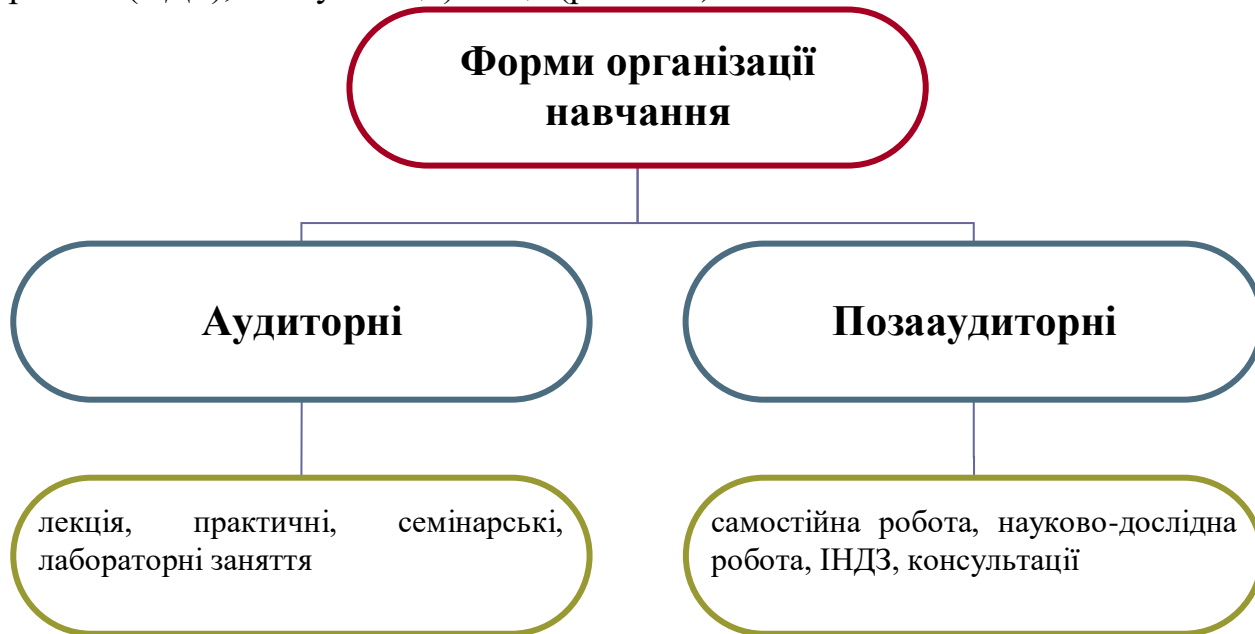 Форми організації
навчання
Аудиторні
Позааудиторні
лекція, практичні, семінарські,
лабораторні заняття
самостійна робота, науково-дослідна
робота, ІНДЗ, консультації